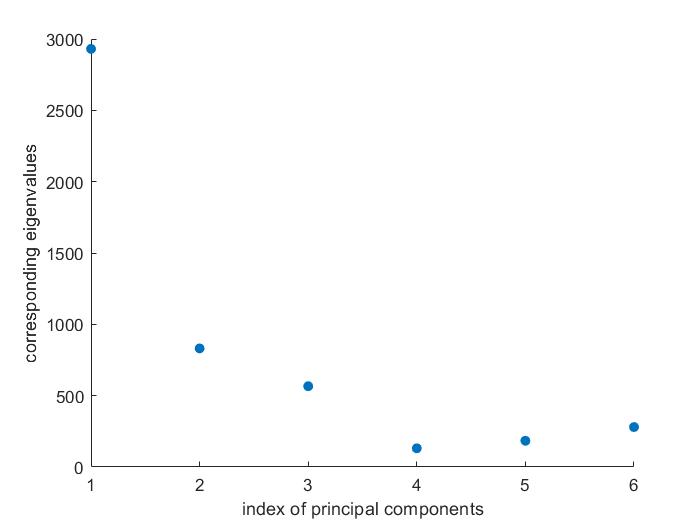 3000
2500
2000
1500
1000
500
0
1 2 3 4 5 6
index of principal components
corresponding eigenvalues